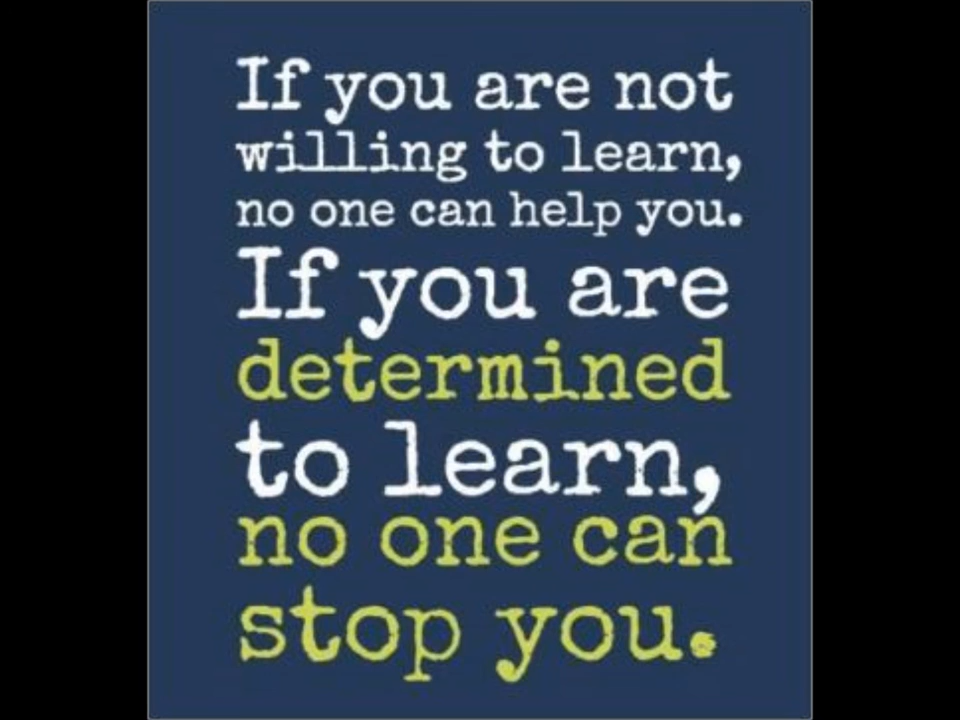 If you are not
willing to learn,
no one can help you.
If you are
determined
to learn,
no one can
stop you.